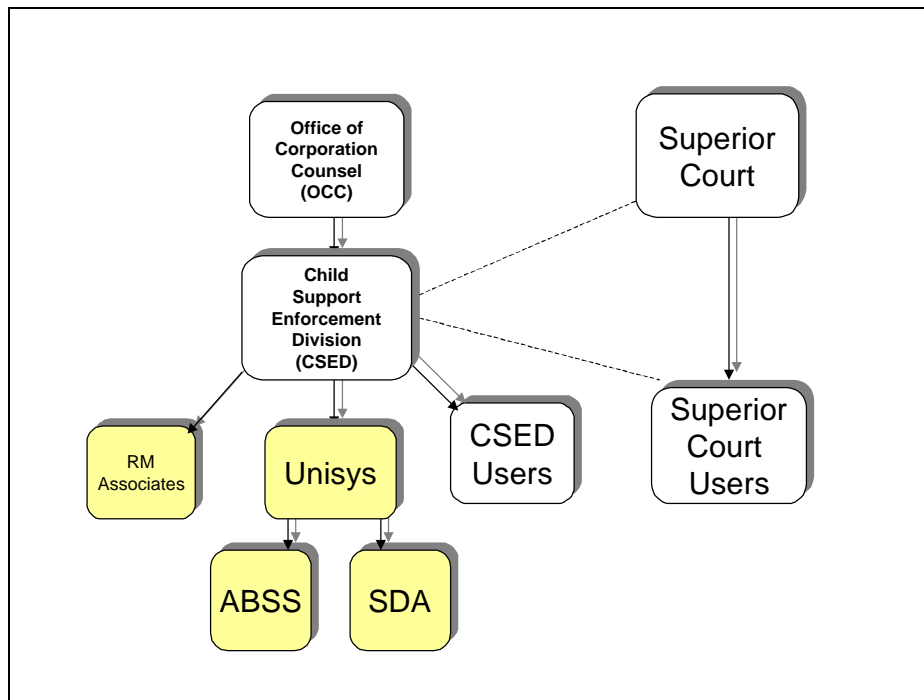 Office of
Corporation
Counsel
(OCC)
Superior
Court
Child
Support
Enforcement
Division
(CSED)
RM
Associates
Unisys
CSED
Users
Superior
Court
Users
ABSS
SDA